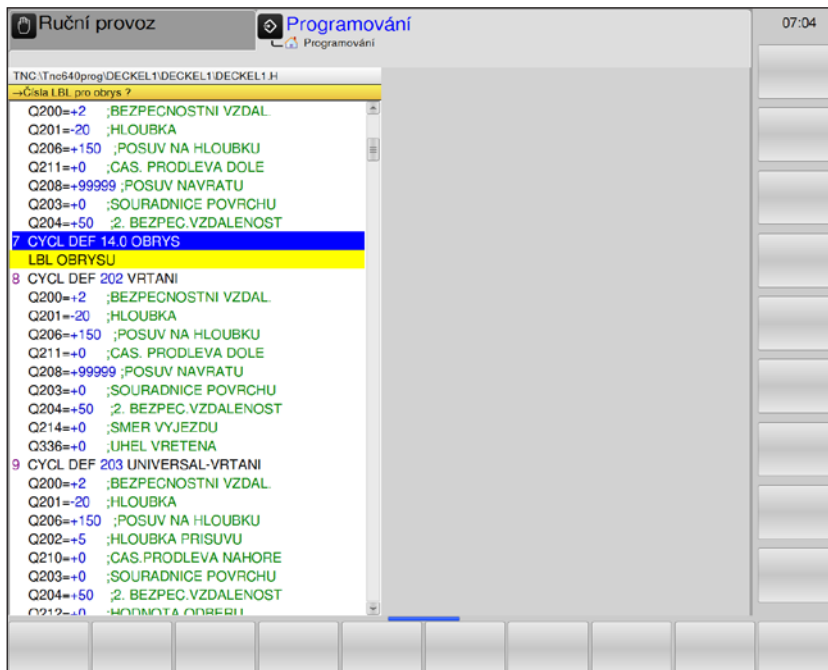 Ruční provoz
Programování
Programování
07:04
TNC:\Tnc640prog\DECKEL1\DECKEL1\DECKEL1.H
→Čísla LBL pro obrys ?
Q200=+2 ;BEZPECNOSTNI VZDAL.
Q201=-20 ;HLOUBKA
Q206=+150 ;POSUV NA HLOUBKU
Q211=+0 ;CAS. PRODLEVA DOLE
Q208=+99999 ;POSUV NAVRATU
Q203=+0 ;SOURADNICE POVRCHU
Q204=+50 ;2. BEZPEC.VZDALENOST
7 CYCL DEF 14.0 OBRYS
LBL OBRYSU
8 CYCL DEF 202 VRTANI
Q200=+2 ;BEZPECNOSTNI VZDAL.
Q201=-20 ;HLOUBKA
Q206=+150 ;POSUV NA HLOUBKU
Q211=+0 ;CAS. PRODLEVA DOLE
Q208=+99999 ;POSUV NAVRATU
Q203=+0 ;SOURADNICE POVRCHU
Q204=+50 ;2. BEZPEC.VZDALENOST
Q214=+0 ;SMER VYJEZDU
Q336=+0 ;UHEL VRETENA
9 CYCL DEF 203 UNIVERSAL-VRTANI
Q200=+2 ;BEZPECNOSTNI VZDAL.
Q201=-20 ;HLOUBKA
Q206=+150 ;POSUV NA HLOUBKU
Q202=+5 ;HLOUBKA PRISUVU
Q210=+0 ;CAS.PRODLEVA NAHORE
Q203=+0 ;SOURADNICE POVRCHU
Q204=+50 ;2. BEZPEC.VZDALENOST
Q212=+0 ;HODNOTA ODBERU